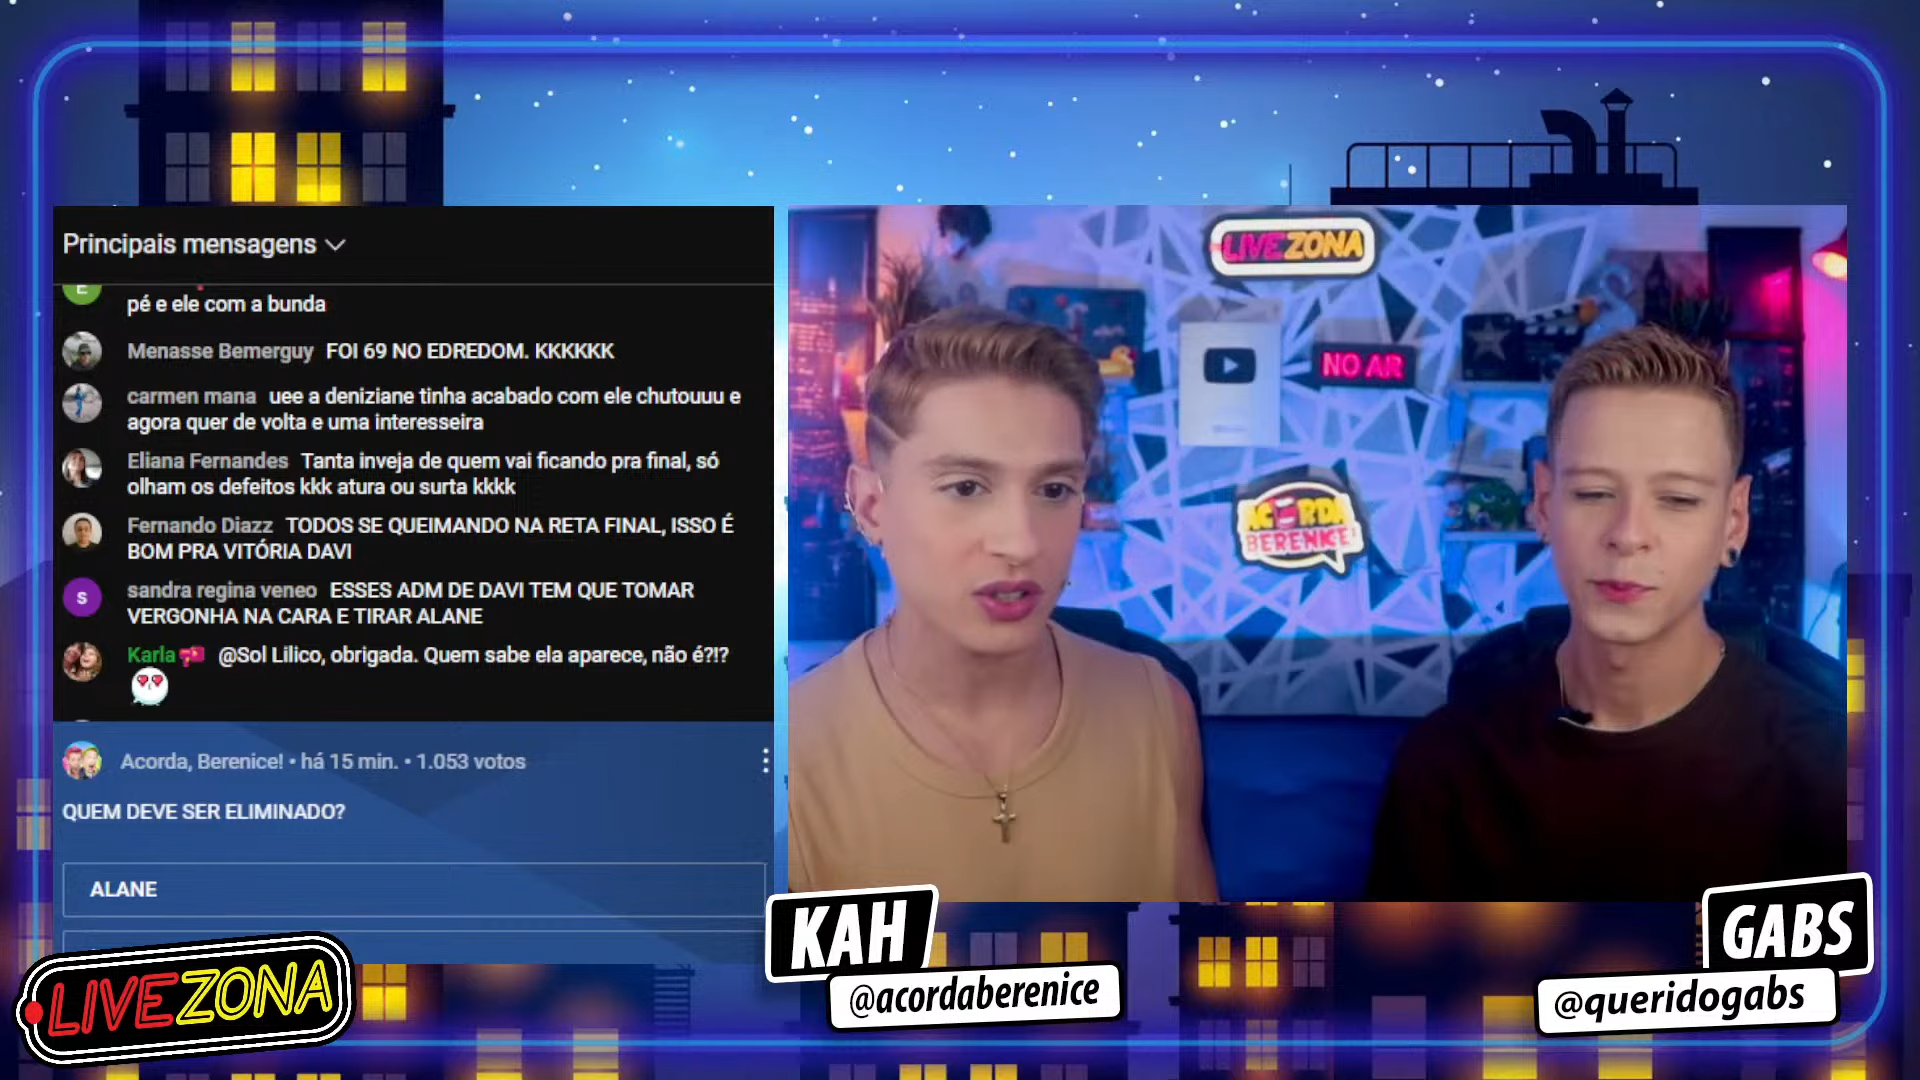 Principais mensagens
E
pé e ele com a bunda
Menasse Bemerguy FOI 69 NO EDREDOM. KKKKKK
carmen mana uee a deniziane tinha acabado com ele chutouuu e
agora quer de volta e uma interesseira
Eliana Fernandes Tanta inveja de quem vai ficando pra final, só
olham os defeitos kkk atura ou surta kkkk
Fernando Diazz TODOS SE QUEIMANDO NA RETA FINAL, ISSO É
BOM PRA VITÓRIA DAVI
S
sandra regina veneo ESSES ADM DE DAVI TEM QUE TOMAR
VERGONHA NA CARA E TIRAR ALANE
Karla @Sol Lilico, obrigada. Quem sabe ela aparece, não é?!?
Acorda, Berenice! • há 15 min. • 1.053 votos
QUEM DEVE SER ELIMINADO?
ALANE
LIVEZONA
LIVEZONA
NO AR
ACORDA
BERENICE!
KAH
@acordaberenice
GABS
@queridogabs